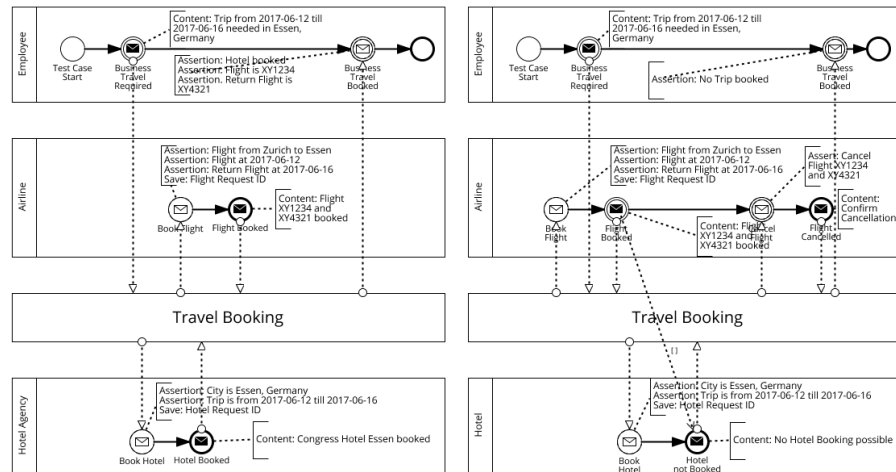 Employee
Content: Trip from 2017-06-12 till
2017-06-16 needed in Essen,
Germany
Test Case
Start
Business
Travel
Required
Assertion: Hotel booked
Assertion: Flight is XY1234
Assertion. Return Flight is
XY4321
Business
Travel
Booked
Airline
Assertion: Flight from Zurich to Essen
Assertion: Flight at 2017-06-12
Assertion: Return Flight at 2017-06-16
Save: Flight Request ID
Book Flight
Flight Booked
Content: Flight
XY1234 and
XY4321 booked
Travel Booking
Hotel Agency
Assertion: City is Essen, Germany
Assertion: Trip is from 2017-06-12 till 2017-06-16
Save: Hotel Request ID
Book Hotel
Hotel Booked
Content: Congress Hotel Essen booked
Employee
Content: Trip from 2017-06-12 till
2017-06-16 needed in Essen,
Germany
Test Case
Start
Business
Travel
Required
Assertion: No Trip booked
Business
Travel
Booked
Airline
Assertion: Flight from Zurich to Essen
Assertion: Flight at 2017-06-12
Assertion: Return Flight at 2017-06-16
Save: Flight Request ID
Book
Flight
Flight
Booked
Content: Flight
XY1234 and
XY4321 booked
Assert: Cancel
Flight XY1234
and XY4321
Cancel
Flight
Content:
Confirm
Cancellation
Flight
Cancelled
Travel Booking
[ ]
Hotel
Assertion: City is Essen, Germany
Assertion: Trip is from 2017-06-12 till 2017-06-16
Save: Hotel Request ID
Book
Hotel
Hotel
not Booked
Content: No Hotel Booking possible